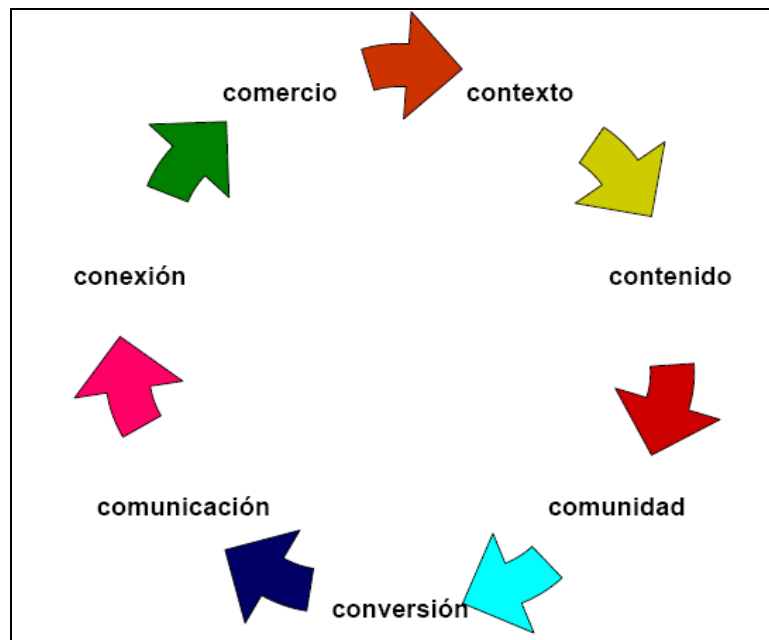 comercio
contexto
contenido
comunidad
conversión
comunicación
conexión